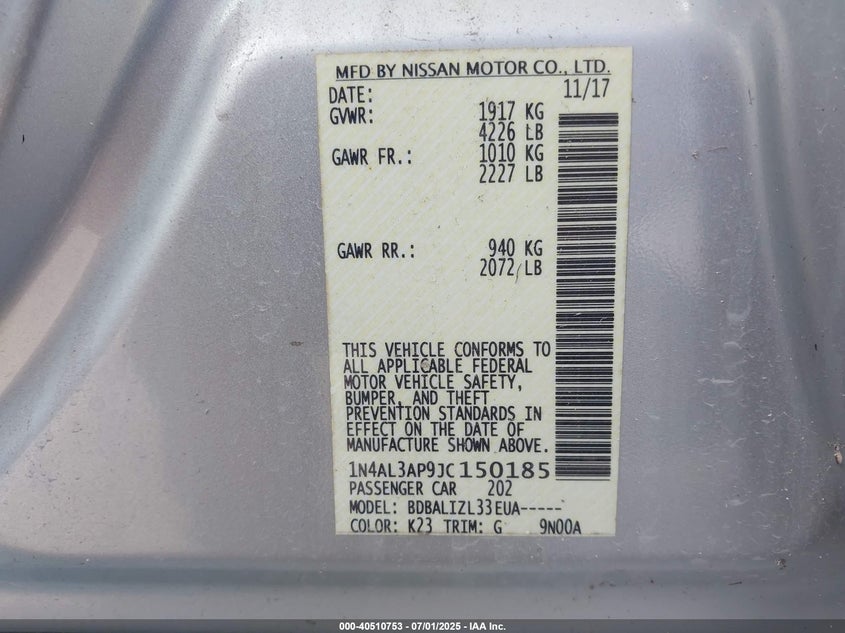 MFD BY NISSAN MOTOR CO., LTD.
DATE: 11/17
GVWR: 1917 KG
4226 LB
GAWR FR.: 1010 KG
2227 LB
GAWR RR.: 940 KG
2072 LB
THIS VEHICLE CONFORMS TO
ALL APPLICABLE FEDERAL
MOTOR VEHICLE SAFETY,
BUMPER, AND THEFT
PREVENTION STANDARDS IN
EFFECT ON THE DATE OF
MANUFACTURE SHOWN ABOVE.
1N4AL3AP9JC150185
PASSENGER CAR 202
MODEL: BDBALIZL33EUA-----
COLOR: K23 TRIM: G 9N00A
000-40510753 - 07/01/2025 - IAA Inc.